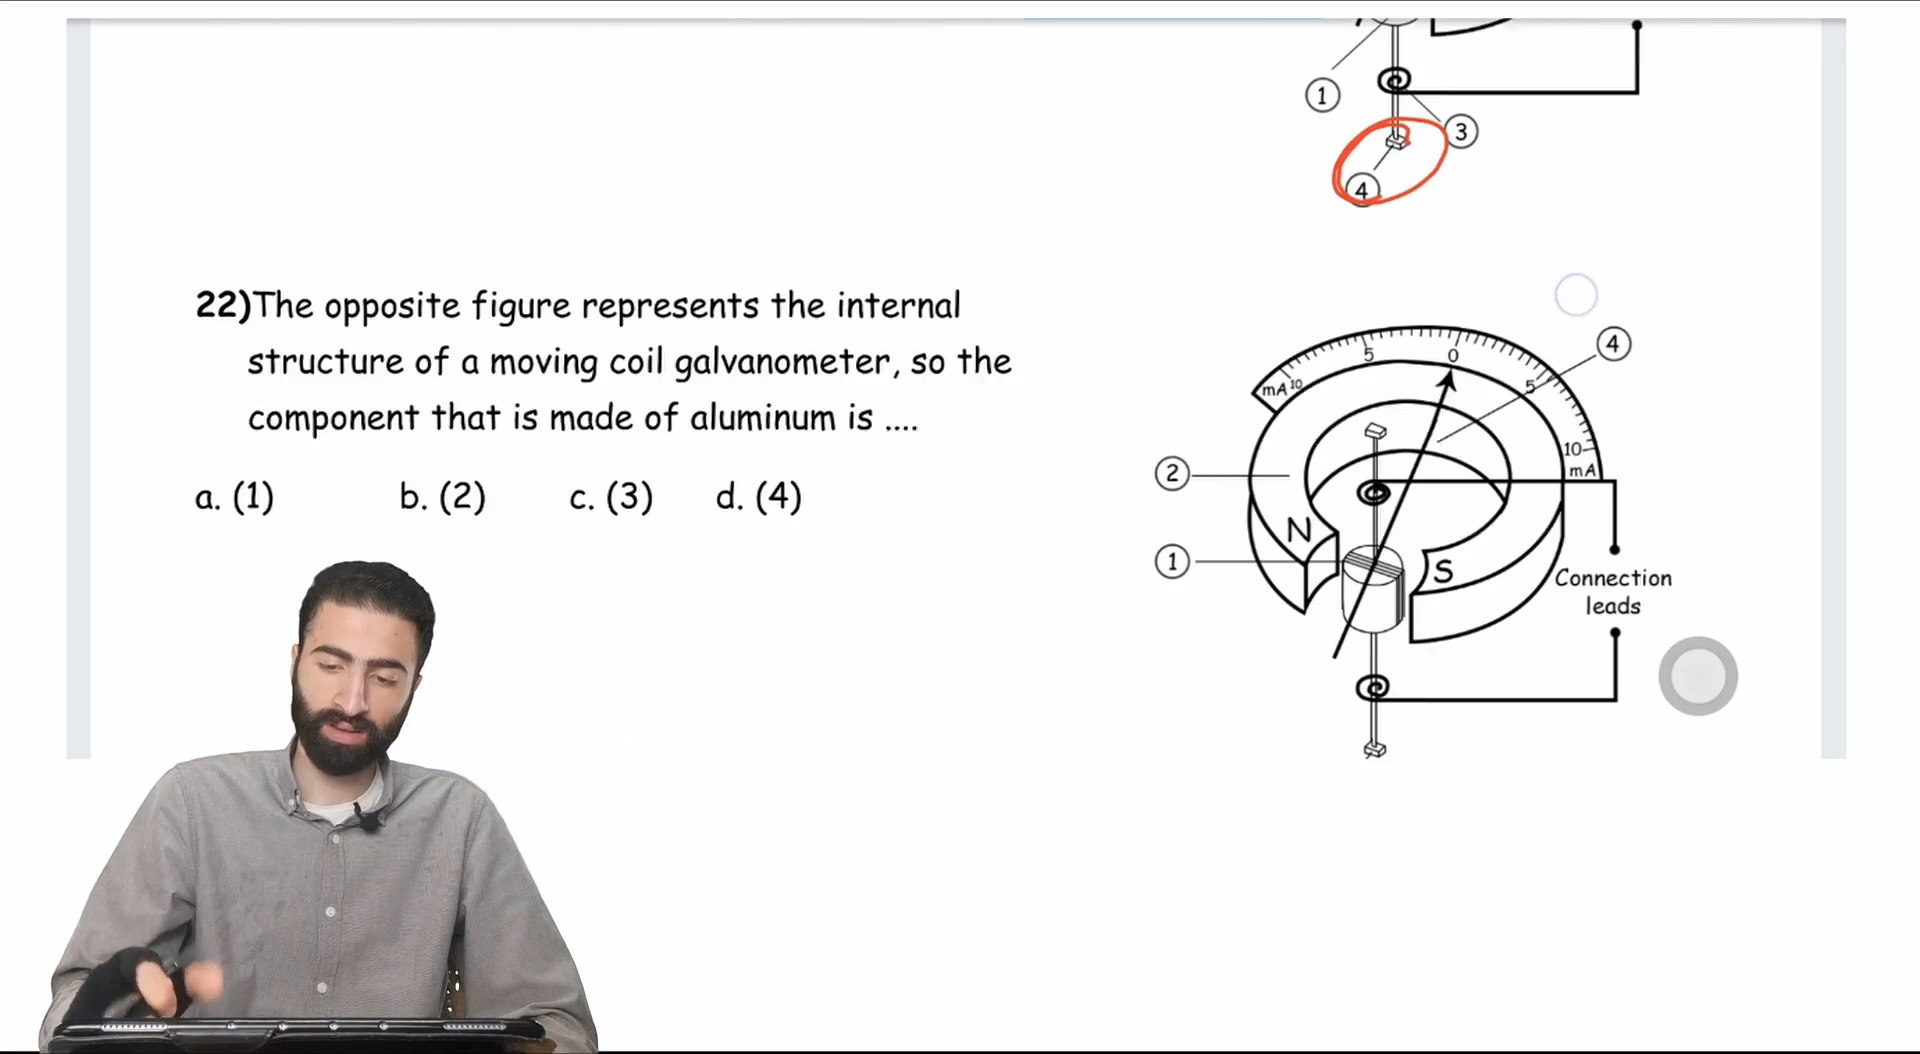 1
3
4
22)The opposite figure represents the internal
structure of a moving coil galvanometer, so the
component that is made of aluminum is ....
a. (1) b. (2) c. (3) d. (4)
4
5 0 5
mA 10
10
mA
2
N
1
S
Connection
leads